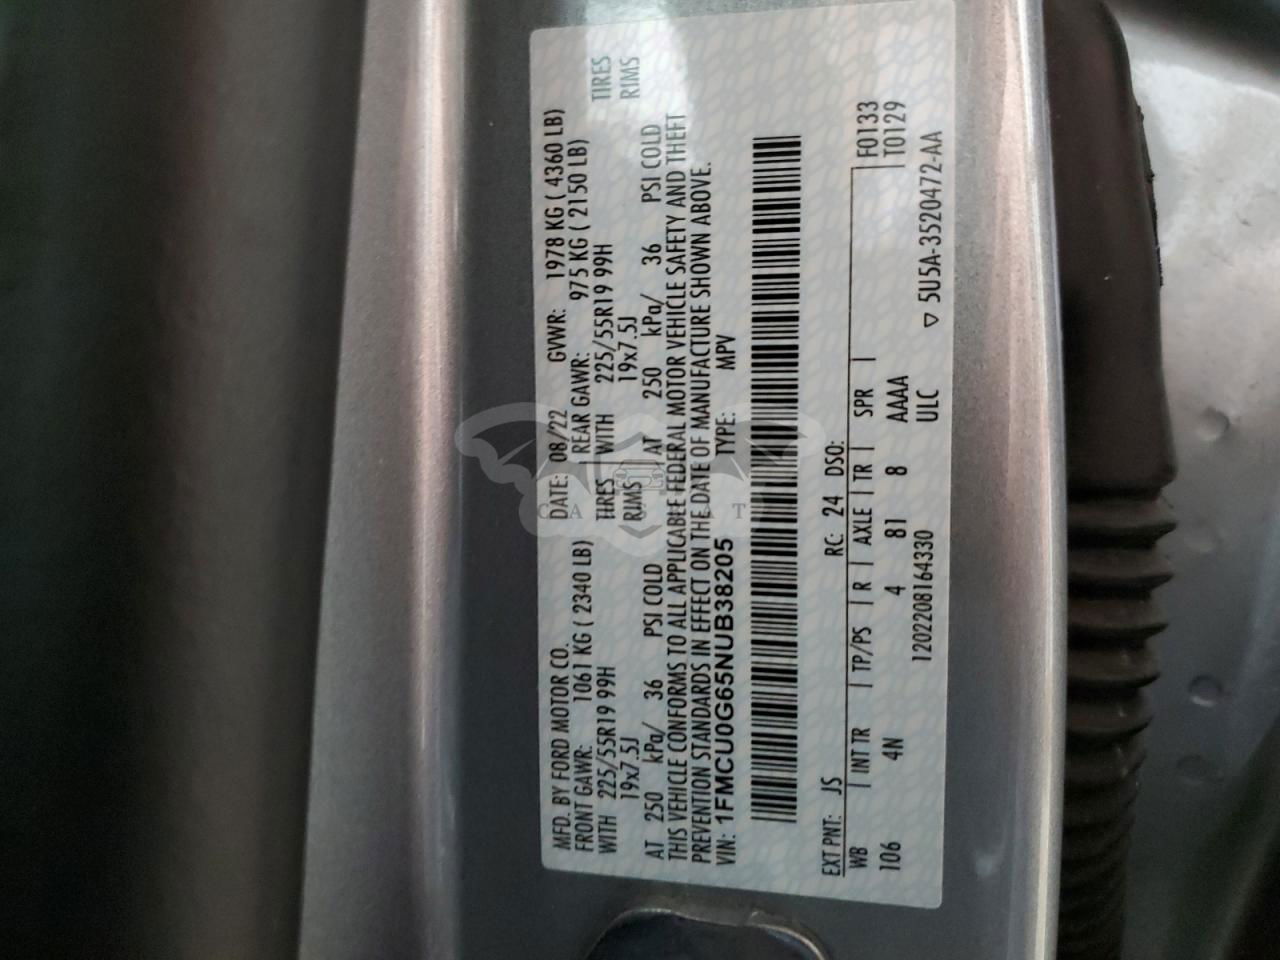 MFD. BY FORD MOTOR CO. DATE: 08/22 GVWR: 1978 KG ( 4360 LB)
FRONT GAWR: 1061 KG ( 2340 LB) REAR GAWR: 975 KG ( 2150 LB)
WITH 225/55R19 99H TIRES WITH 225/55R19 99H TIRES
19x7.5J RIMS 19x7.5J RIMS
AT 250 kPa/ 36 PSI COLD AT 250 kPa/ 36 PSI COLD
THIS VEHICLE CONFORMS TO ALL APPLICABLE FEDERAL MOTOR VEHICLE SAFETY AND THEFT
PREVENTION STANDARDS IN EFFECT ON THE DATE OF MANUFACTURE SHOWN ABOVE.
VIN: 1FMCU0G65NUB38205 TYPE: MPV
EXT PNT: JS RC: 24 DSO: F0133
WB | INT TR | TP/PS | R | AXLE | TR | SPR | T0129
106 4N 4 81 8 AAAA
1202208164330 ULC ▽ 5U5A-3520472-AA